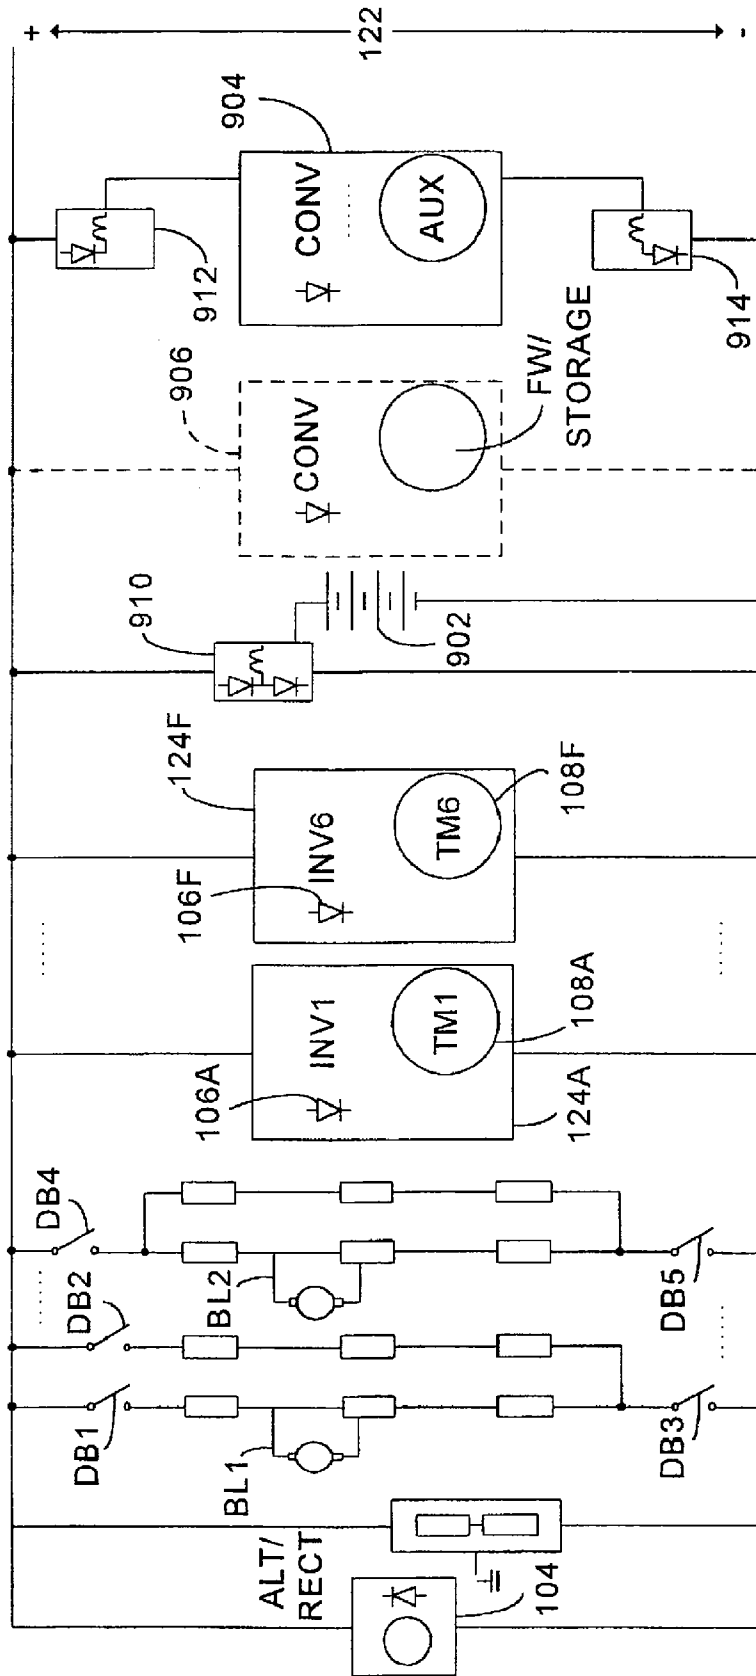 ALT/
RECT
104
DB1
DB2
DB4
BL1
BL2
DB3
DB5
106A
INV1
TM1
108A
124A
124F
106F
INV6
TM6
108F
910
902
906
CONV
FW/
STORAGE
912
904
CONV
AUX
914
+
122
-